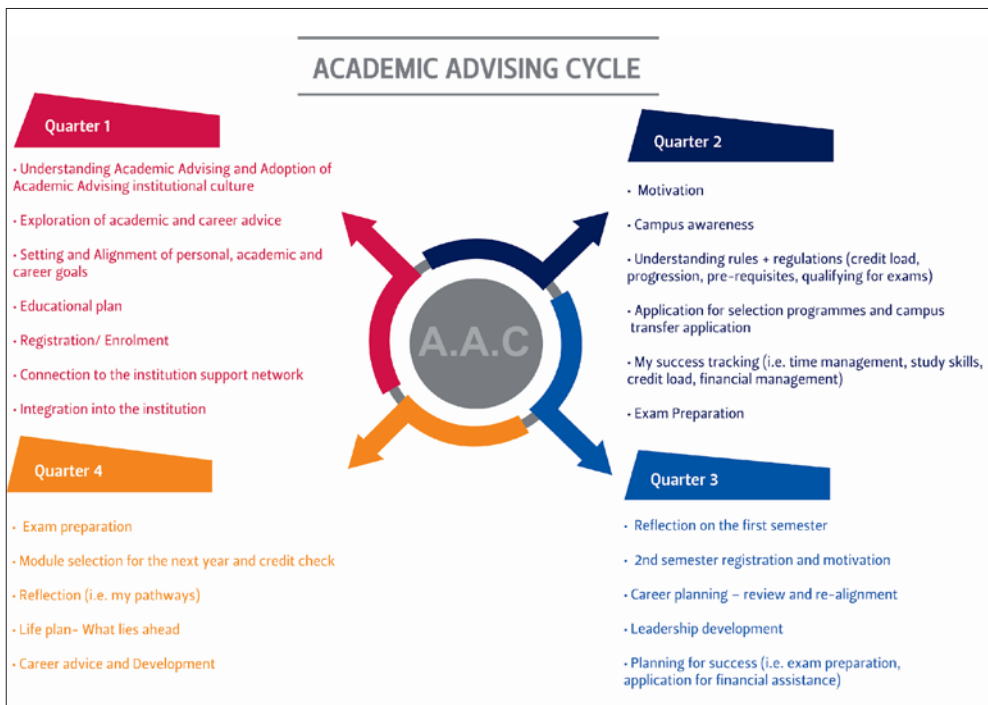 ACADEMIC ADVISING CYCLE
Quarter 1
• Understanding Academic Advising and Adoption of
Academic Advising institutional culture
• Exploration of academic and career advice
• Setting and Alignment of personal, academic and
career goals
• Educational plan
• Registration/ Enrolment
• Connection to the institution support network
• Integration into the institution
Quarter 2
• Motivation
• Campus awareness
• Understanding rules + regulations (credit load,
progression, pre-requisites, qualifying for exams)
• Application for selection programmes and campus
transfer application
• My success tracking (i.e. time management, study skills,
credit load, financial management)
• Exam Preparation
A.A.C
Quarter 4
• Exam preparation
• Module selection for the next year and credit check
• Reflection (i.e. my pathways)
• Life plan– What lies ahead
• Career advice and Development
Quarter 3
• Reflection on the first semester
• 2nd semester registration and motivation
• Career planning – review and re-alignment
• Leadership development
• Planning for success (i.e. exam preparation,
application for financial assistance)